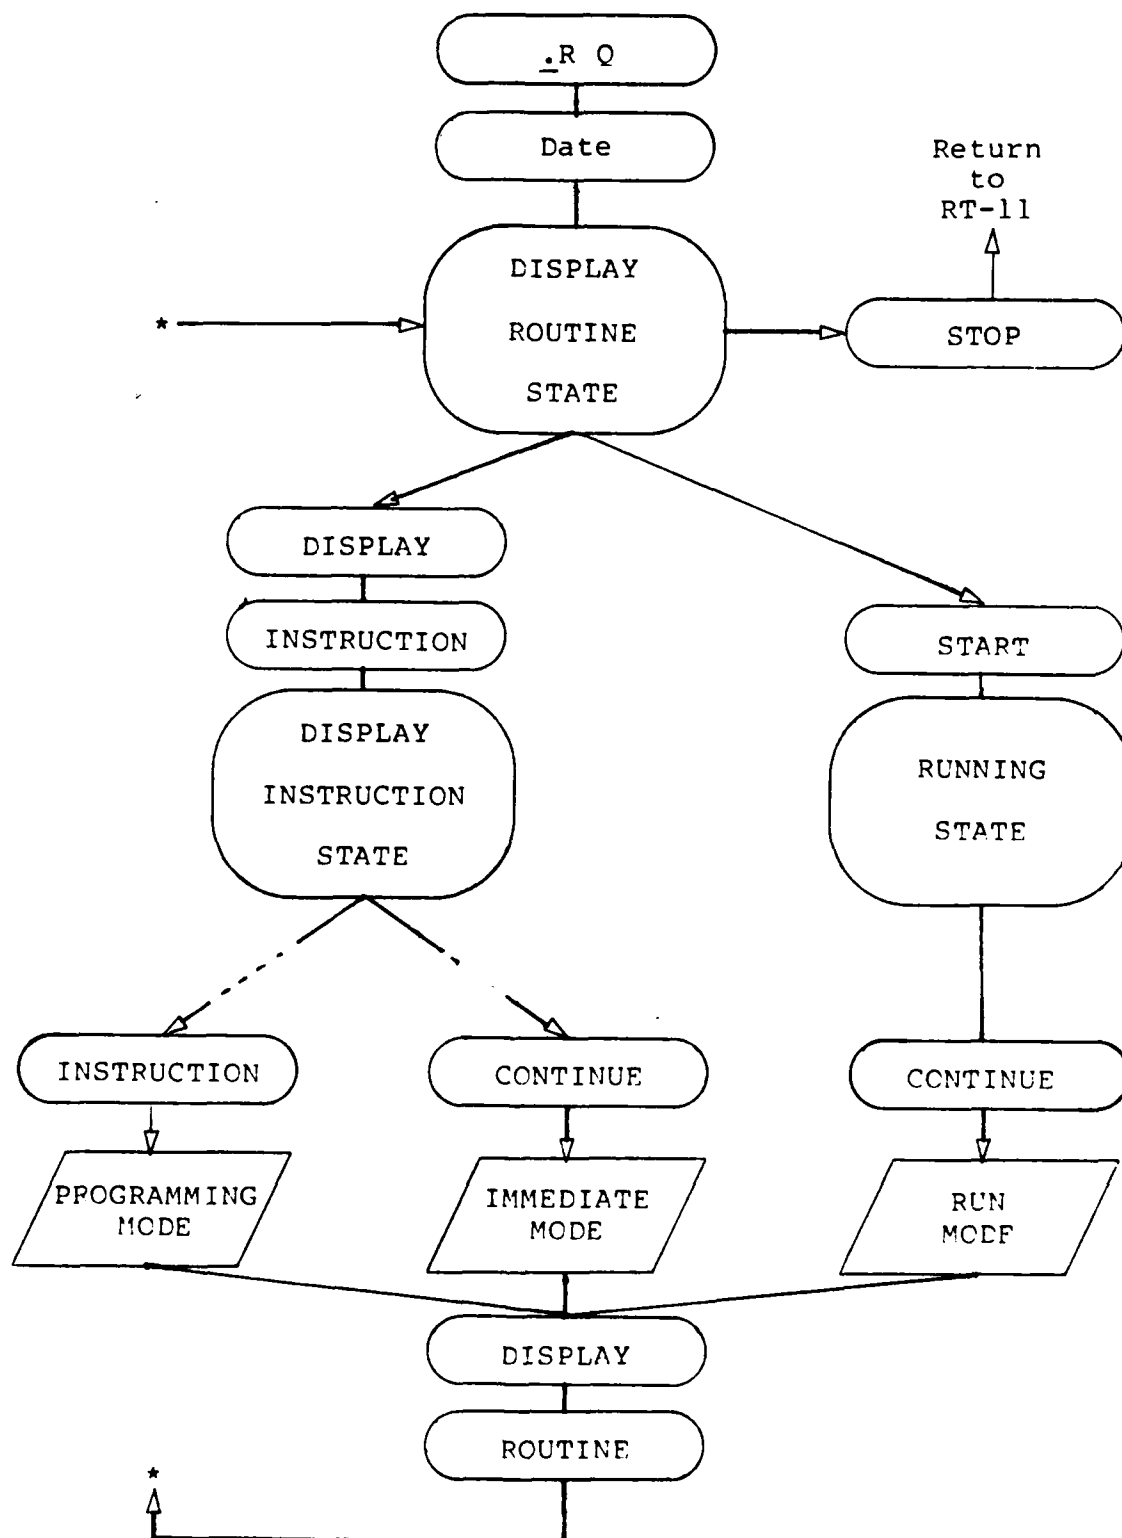 .R Q
Date
Return
to
RT-11
DISPLAY
ROUTINE
STATE
*
STOP
DISPLAY
INSTRUCTION
START
DISPLAY
INSTRUCTION
STATE
RUNNING
STATE
INSTRUCTION
CONTINUE
CONTINUE
PROGRAMMING
MODE
IMMEDIATE
MODE
RUN
MODE
DISPLAY
ROUTINE
*